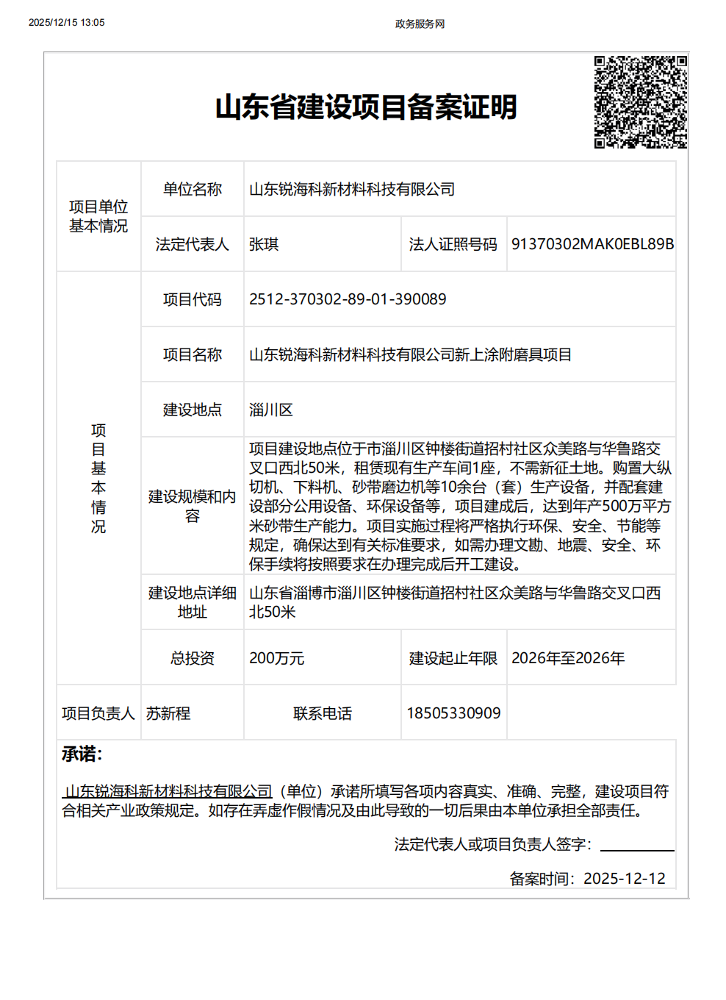 2025/12/15 13:05
政务服务网
山东省建设项目备案证明
项目单位
基本情况
单位名称
山东锐海科新材料科技有限公司
法定代表人
张琪
法人证照号码
91370302MAK0EBL89B
项
目
基
本
情
况
项目代码
2512-370302-89-01-390089
项目名称
山东锐海科新材料科技有限公司新上涂附磨具项目
建设地点
淄川区
建设规模和内
容
项目建设地点位于市淄川区钟楼街道招村社区众美路与华鲁路交
叉口西北50米，租赁现有生产车间1座，不需新征土地。购置大纵
切机、下料机、砂带磨边机等10余台（套）生产设备，并配套建
设部分公用设备、环保设备等，项目建成后，达到年产500万平方
米砂带生产能力。项目实施过程将严格执行环保、安全、节能等
规定，确保达到有关标准要求，如需办理文勘、地震、安全、环
保手续将按照要求在办理完成后开工建设。
建设地点详细
地址
山东省淄博市淄川区钟楼街道招村社区众美路与华鲁路交叉口西
北50米
总投资
200万元
建设起止年限
2026年至2026年
项目负责人
苏新程
联系电话
18505330909
承诺：
山东锐海科新材料科技有限公司（单位）承诺所填写各项内容真实、准确、完整，建设项目符
合相关产业政策规定。如存在弄虚作假情况及由此导致的一切后果由本单位承担全部责任。
法定代表人或项目负责人签字：
备案时间：2025-12-12